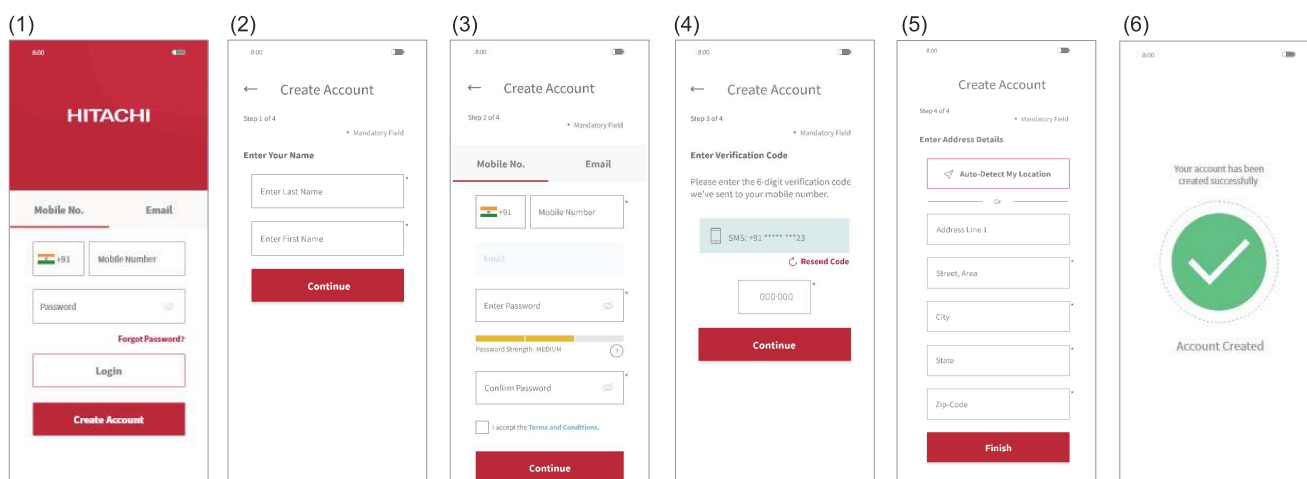 (1)
8:00
HITACHI
Mobile No. Email
+91 Mobile Number
Password
Forgot Password?
Login
Create Account
(2)
8:00
← Create Account
Step 1 of 4
* Mandatory Field
Enter Your Name
Enter Last Name *
Enter First Name *
Continue
(3)
8:00
← Create Account
Step 2 of 4
* Mandatory Field
Mobile No. Email
+91 Mobile Number *
Email
Enter Password *
Password Strength- MEDIUM ?
Confirm Password *
I accept the Terms and Conditions.
Continue
(4)
8:00
← Create Account
Step 3 of 4
* Mandatory Field
Enter Verification Code
Please enter the 6-digit verification code
we've sent to your mobile number.
SMS: +91 ***** ***23
Resend Code
000-000 *
Continue
(5)
8:00
Create Account
Step 4 of 4
* Mandatory Field
Enter Address Details
Auto-Detect My Location
Or
Address Line 1
Street, Area *
City *
State *
Zip-Code *
Finish
(6)
8:00
Your account has been
created successfully
Account Created